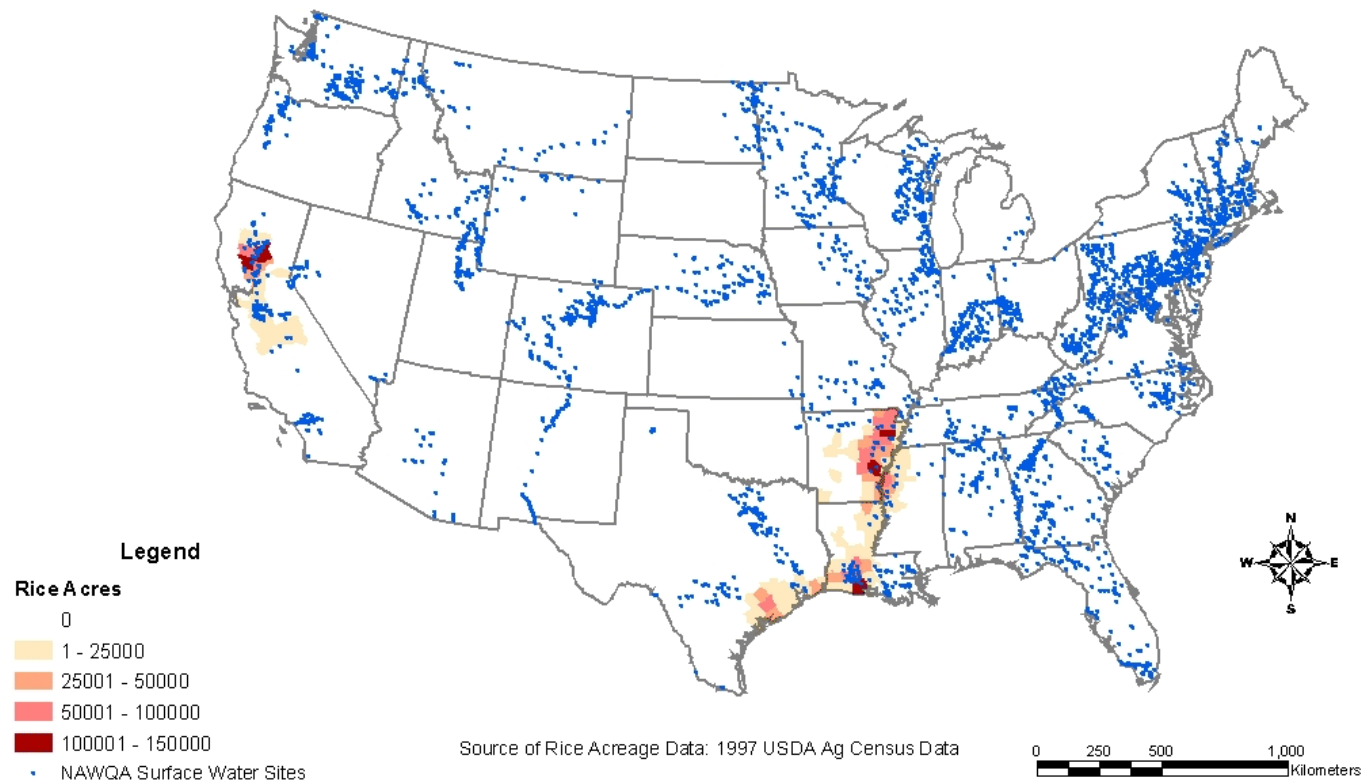 N
W E
S
Legend
Rice Acres
0
1 - 25000
25001 - 50000
50001 - 100000
100001 - 150000
NAWQA Surface Water Sites
Source of Rice Acreage Data: 1997 USDA Ag Census Data
0 250 500 1,000
Kilometers